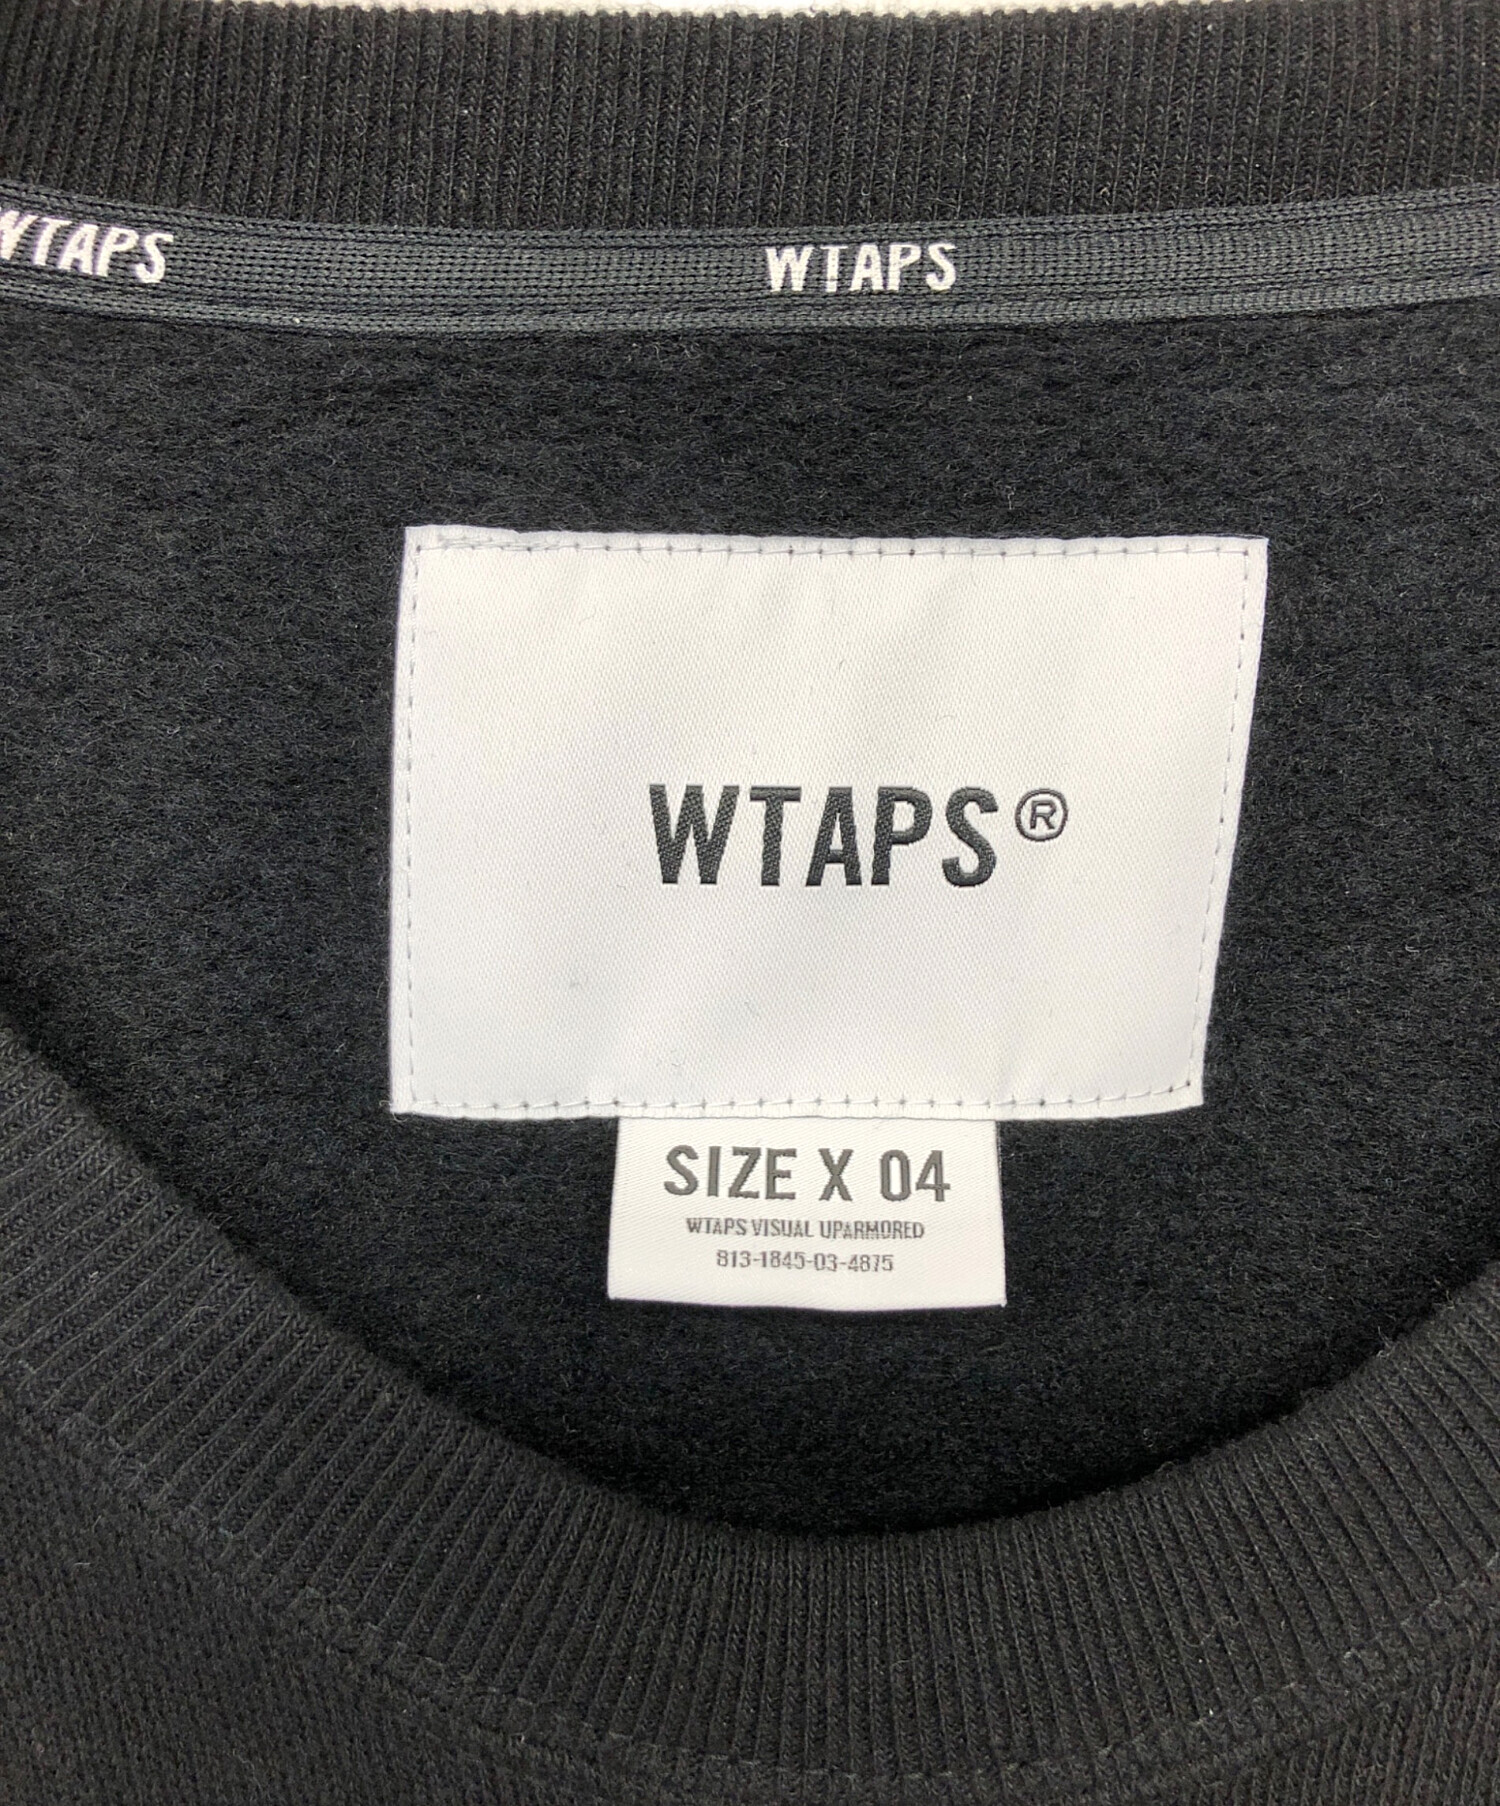 WTAPS WTAPS
WTAPS®
SIZE X 04
WTAPS VISUAL UPARMORED
813-1845-03-4875